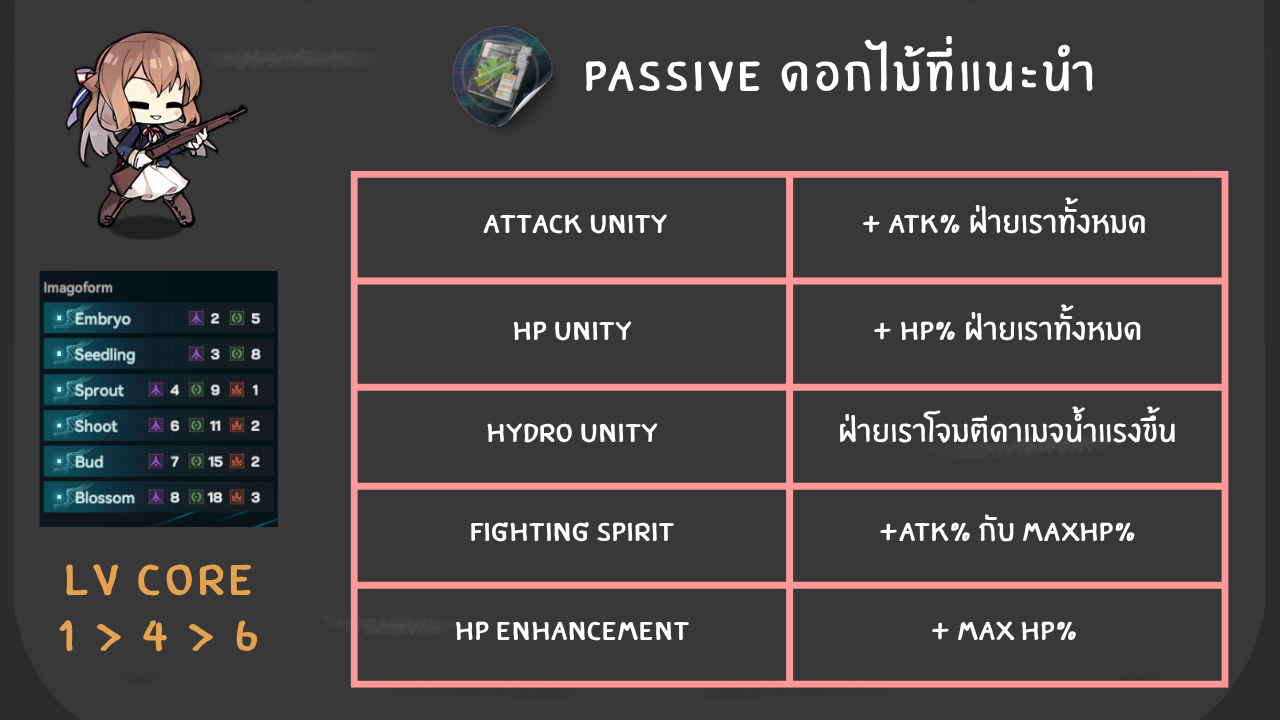 PASSIVE ดอกไม้ที่แนะนำ
ATTACK UNITY
+ ATK% ฝ่ายเราทั้งหมด
HP UNITY
+ HP% ฝ่ายเราทั้งหมด
HYDRO UNITY
ฝ่ายเราโจมตีดาเมจน้ำแรงขึ้น
FIGHTING SPIRIT
+ATK% กับ MAXHP%
HP ENHANCEMENT
+ MAX HP%
Imagoform
Embryo 2 5
Seedling 3 8
Sprout 4 9 1
Shoot 6 11 2
Bud 7 15 2
Blossom 8 18 3
LV CORE
1 > 4 > 6